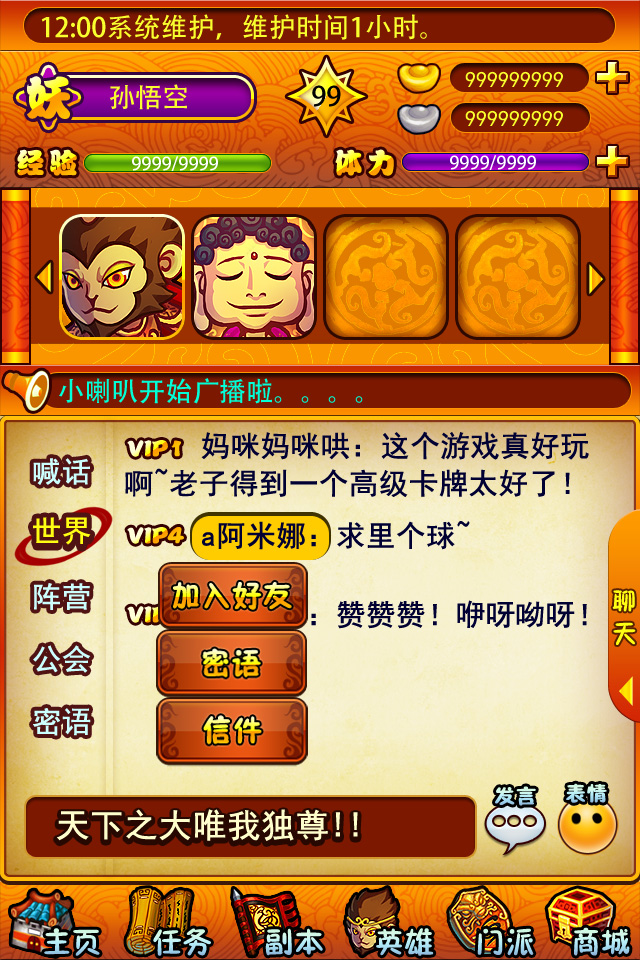 12:00系统维护，维护时间1小时。
妖
孙悟空
99
999999999
999999999
经验 9999/9999
体力 9999/9999
小喇叭开始广播啦。。。。
喊话
世界
阵营
公会
密语
VIP1 妈咪妈咪哄：这个游戏真好玩
啊~老子得到一个高级卡牌太好了！
VIP4 a阿米娜：求里个球~
：赞赞赞！咿呀呦呀！
加入好友
密语
信件
聊天
天下之大唯我独尊!!
发言
表情
主页
任务
副本
英雄
门派
商城